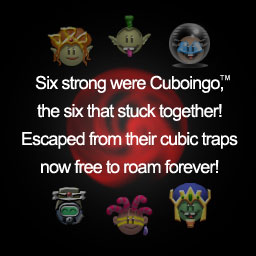 Six strong were Cuboingo,™
the six that stuck together!
Escaped from their cubic traps
now free to roam forever!